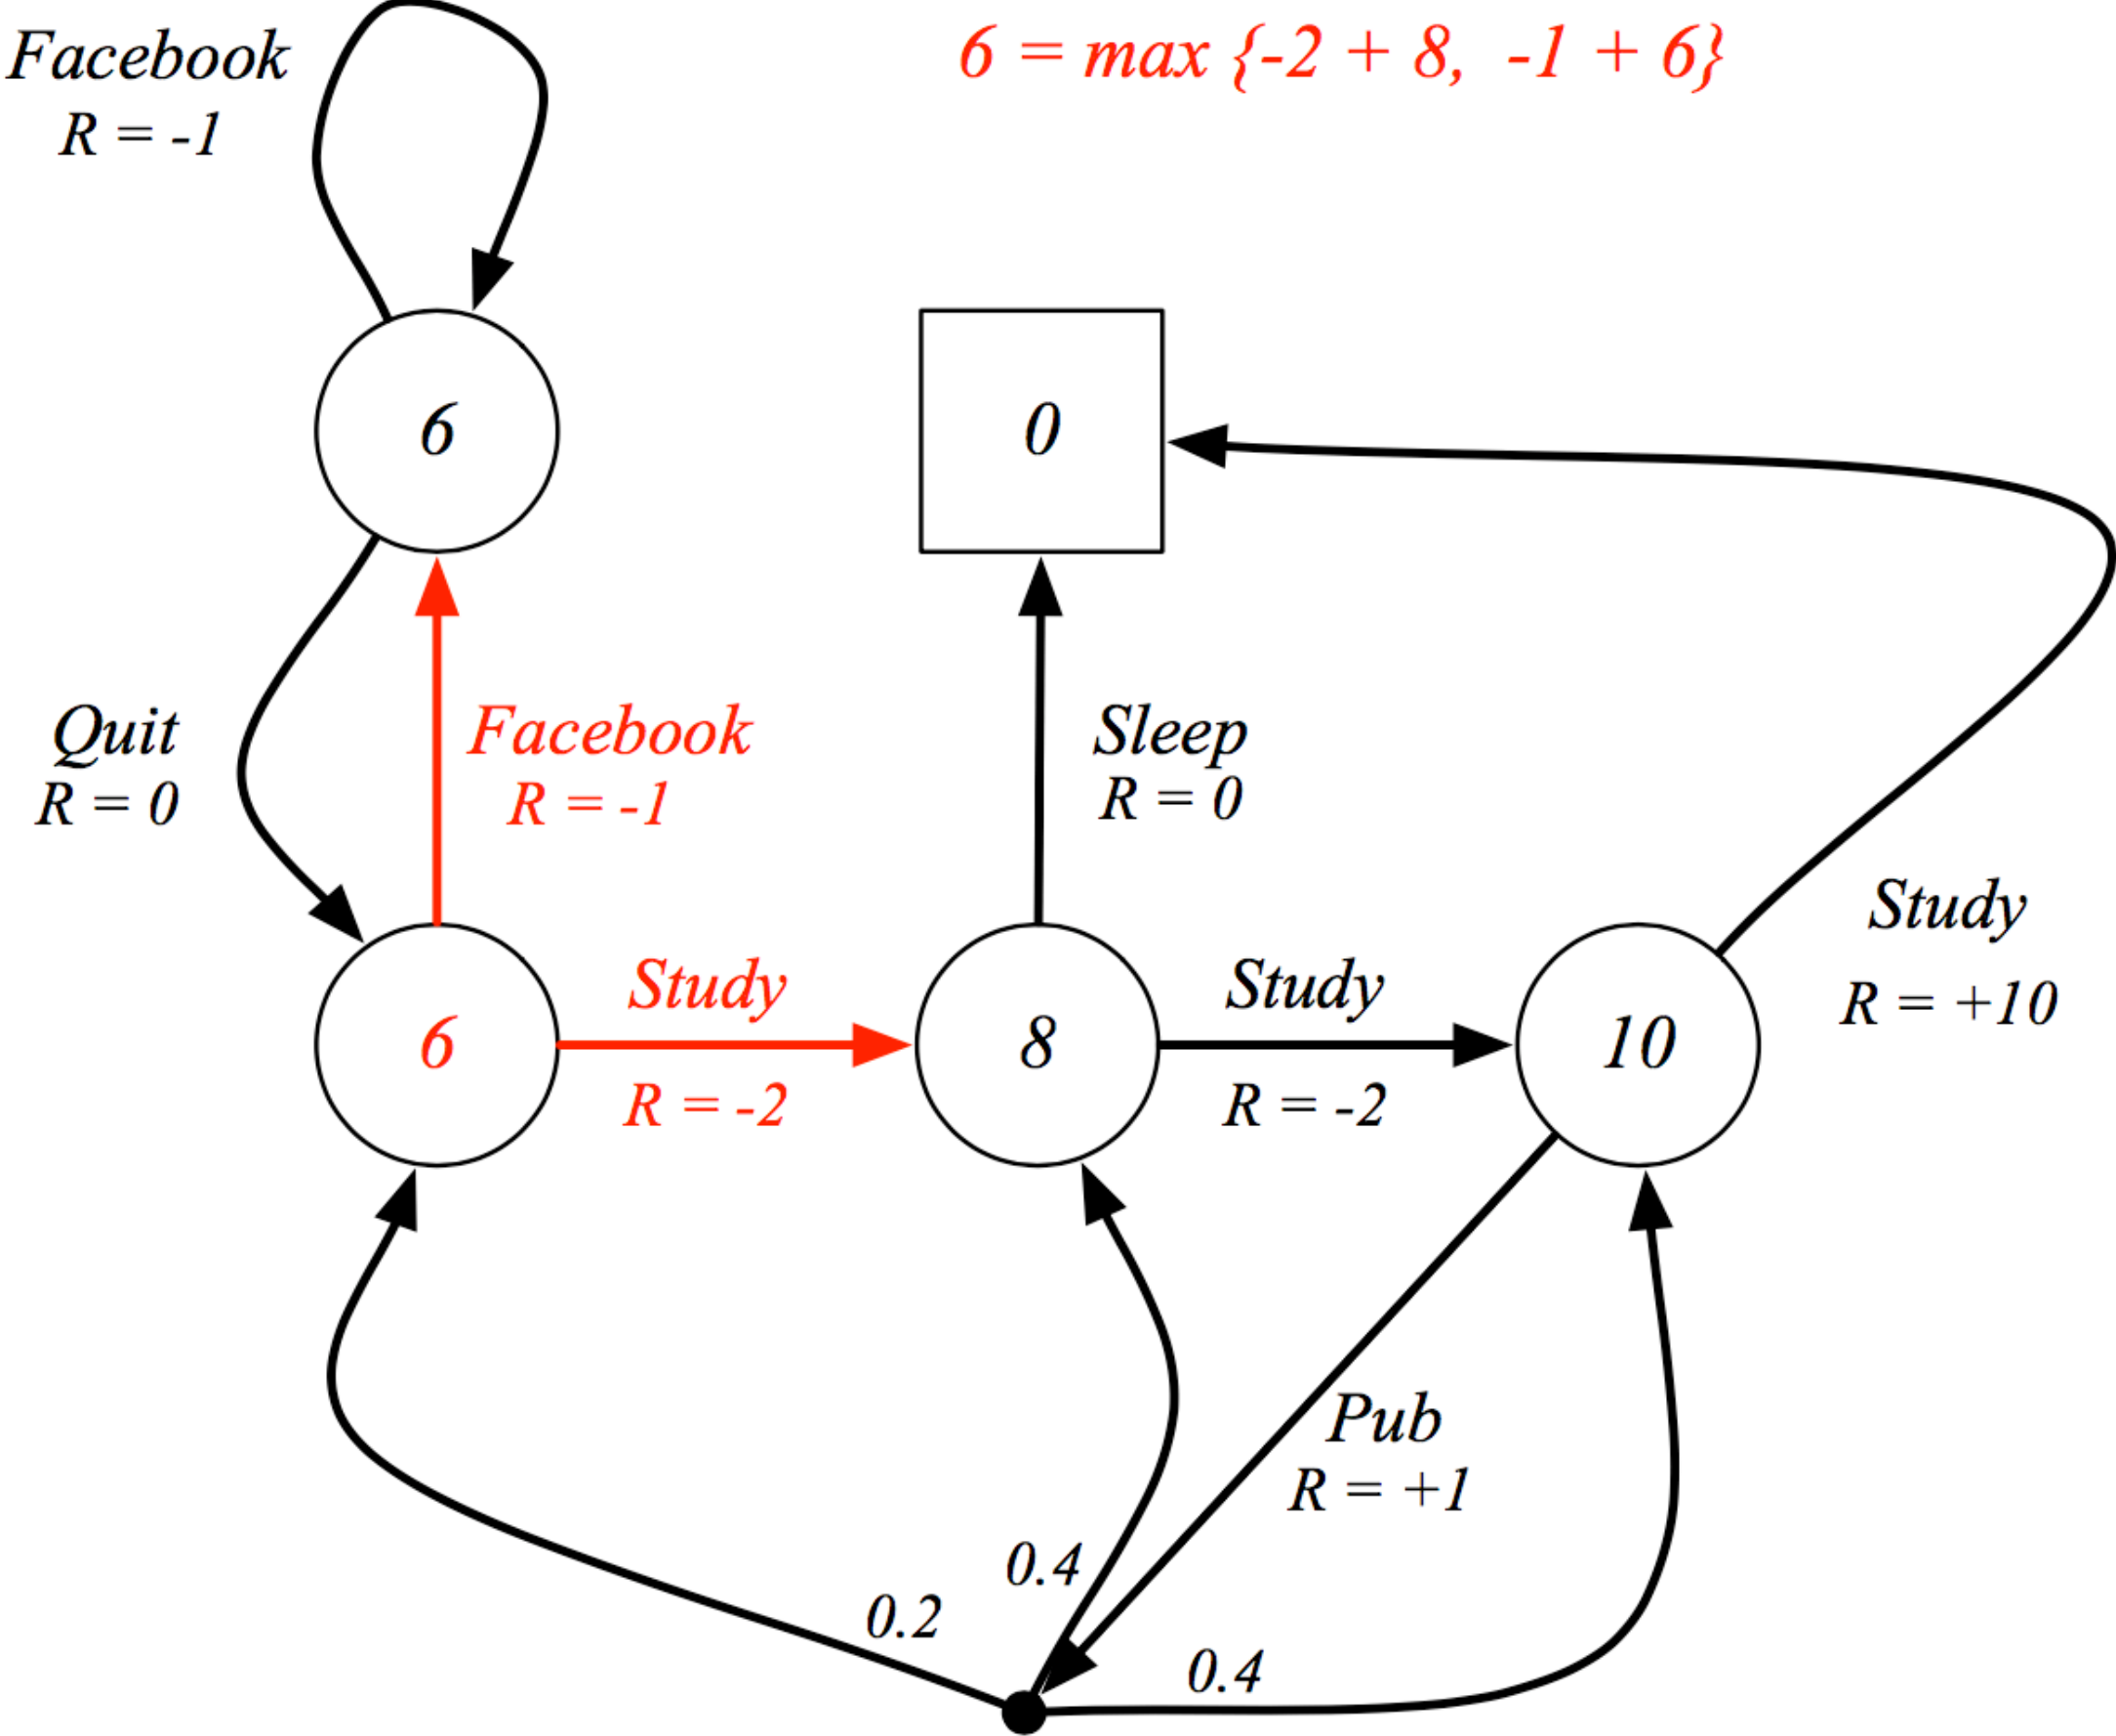 Facebook
R = -1
6 = max {-2 + 8, -1 + 6}
6
0
Quit
R = 0
Facebook
R = -1
Sleep
R = 0
Study
R = +10
6
Study
R = -2
8
Study
R = -2
10
Pub
R = +1
0.4
0.2
0.4